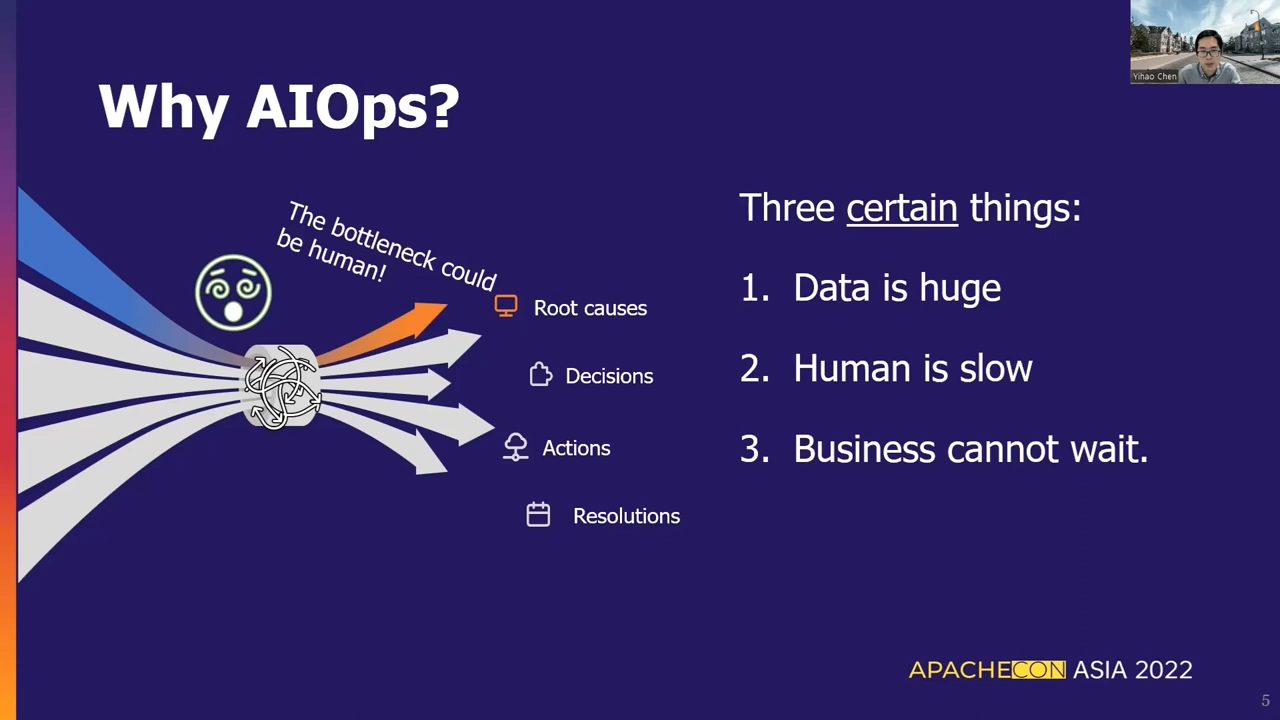 Yihao Chen
Why AIOps?
The bottleneck could
be human!
Root causes
Decisions
Actions
Resolutions
Three certain things:
1. Data is huge
2. Human is slow
3. Business cannot wait.
APACHECON ASIA 2022
5